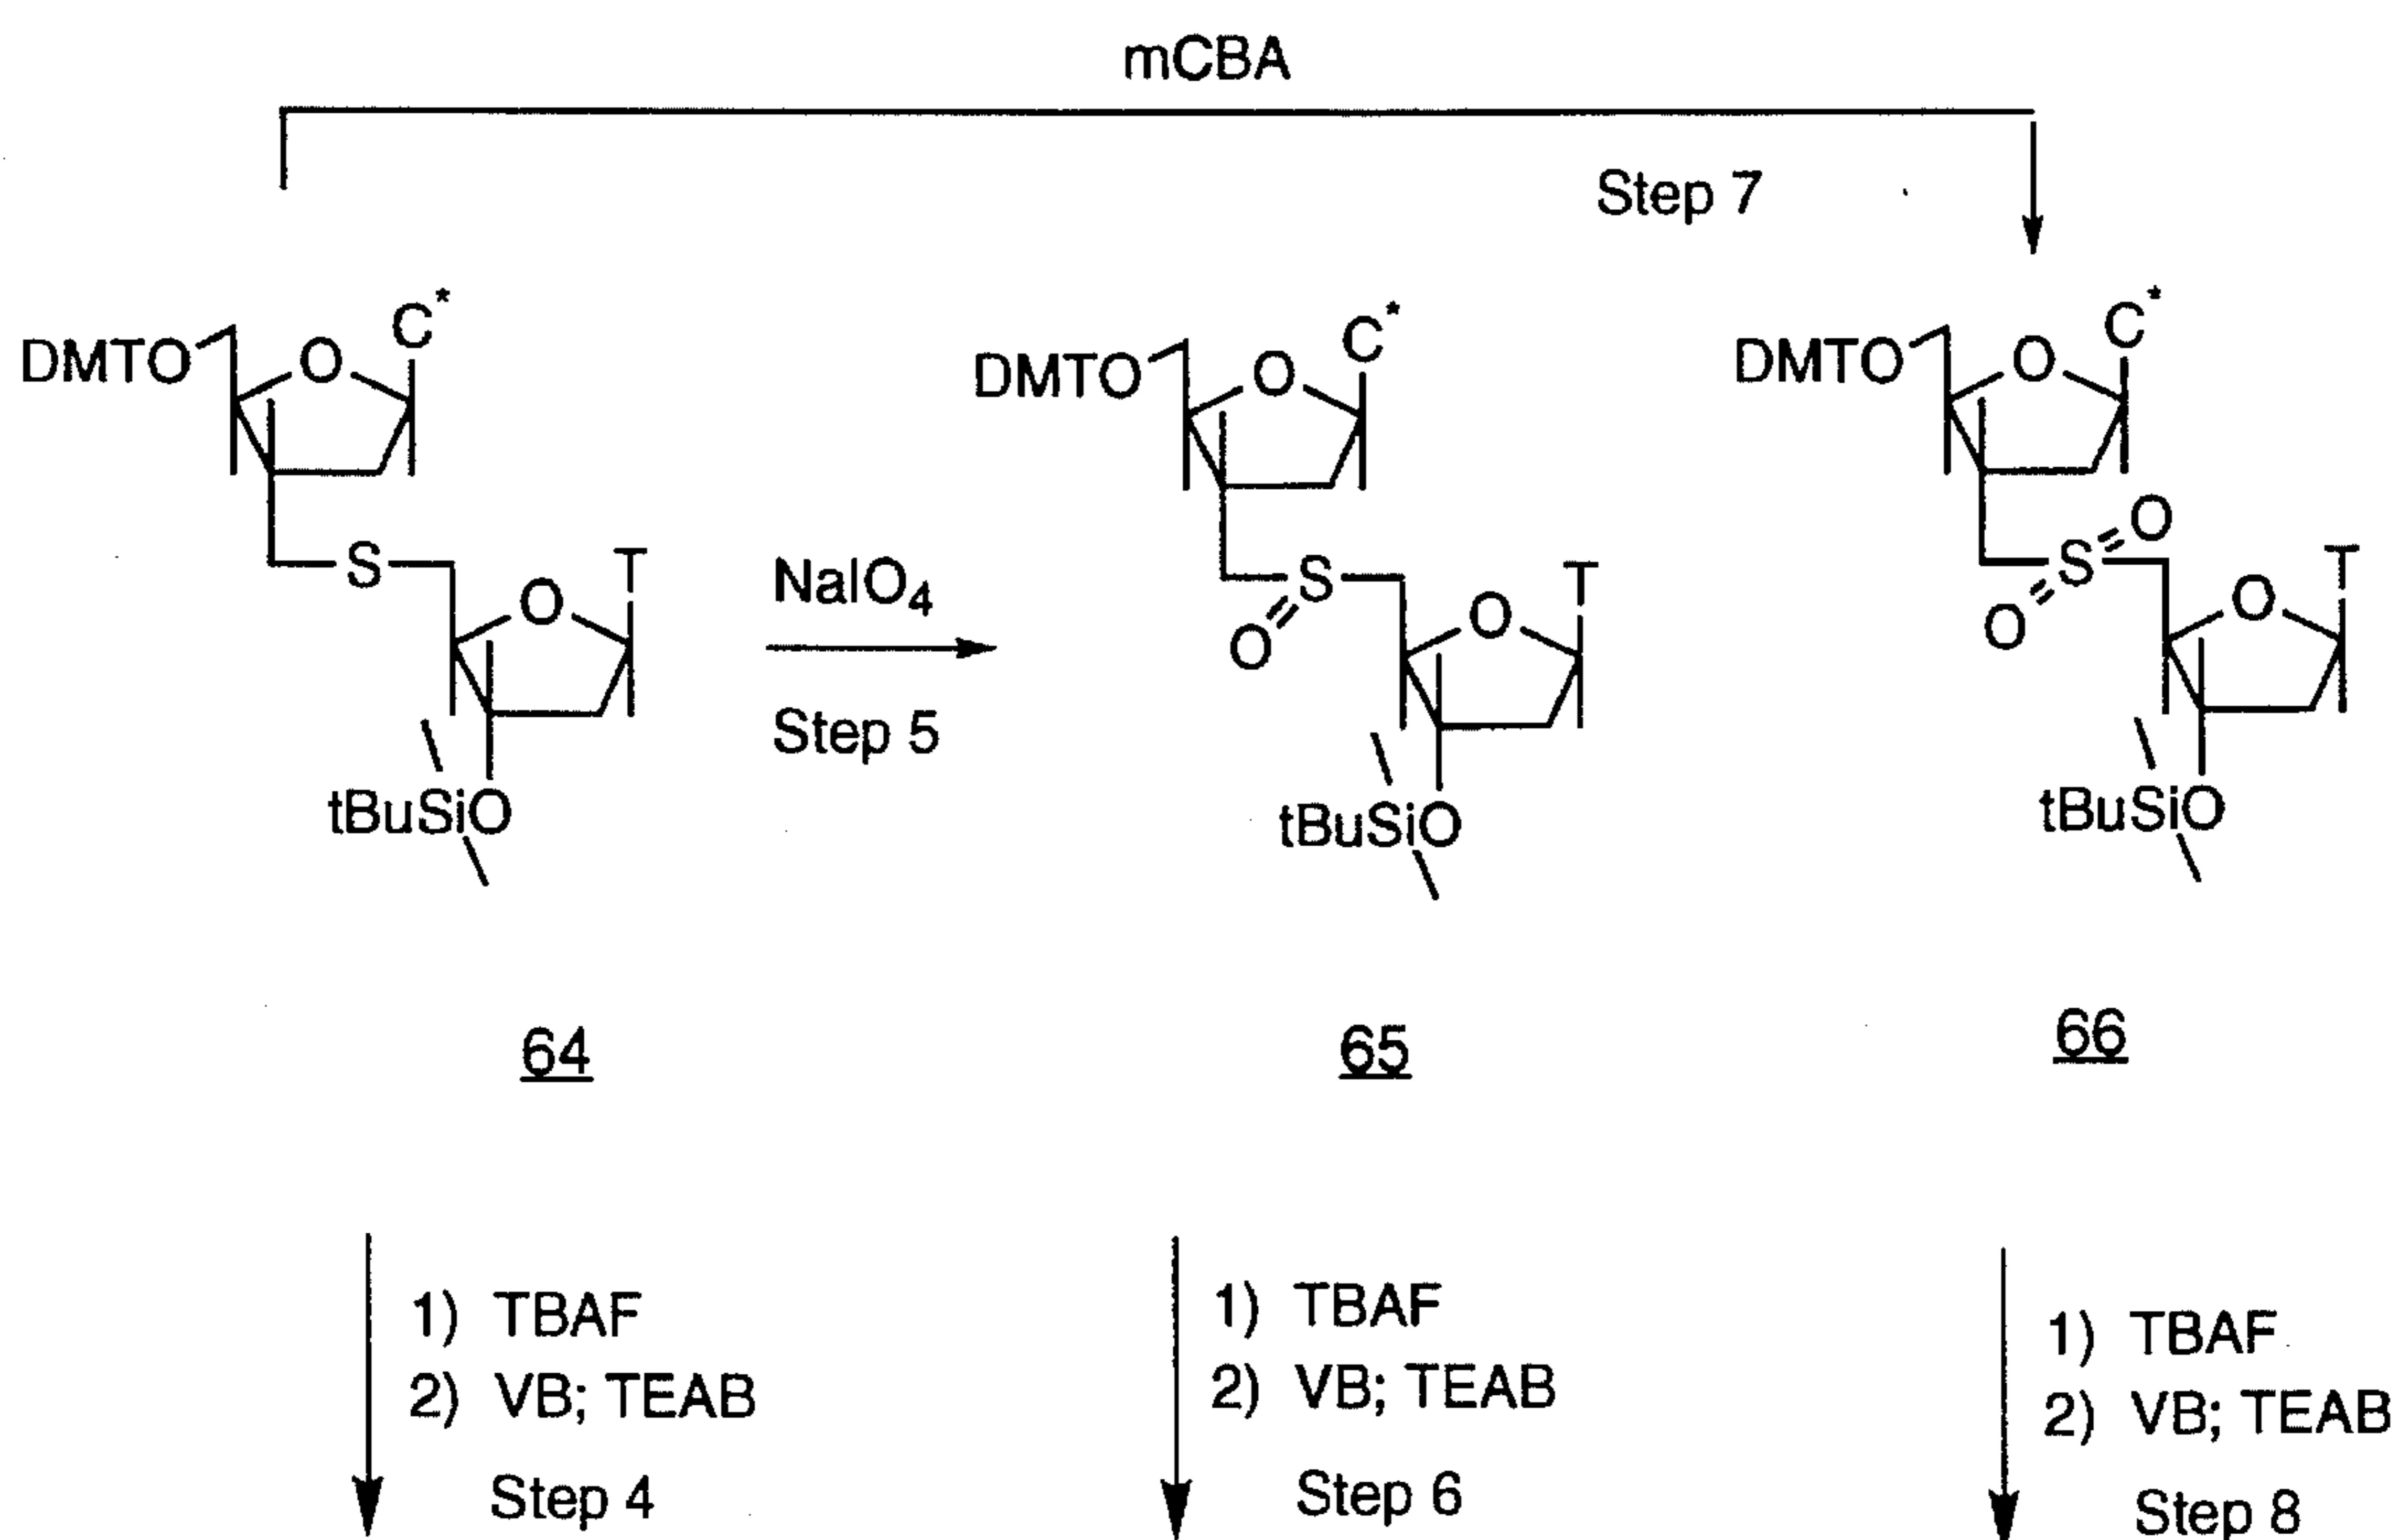 mCBA
Step 7
C*
DMTO
O
S
T
O
tBuSiO
64
NaIO4
Step 5
C*
DMTO
O
S
O
T
O
tBuSiO
65
C*
DMTO
O
O
S
O
T
O
tBuSiO
66
1) TBAF
2) VB; TEAB
Step 4
1) TBAF
2) VB; TEAB
Step 6
1) TBAF
2) VB; TEAB
Step 8